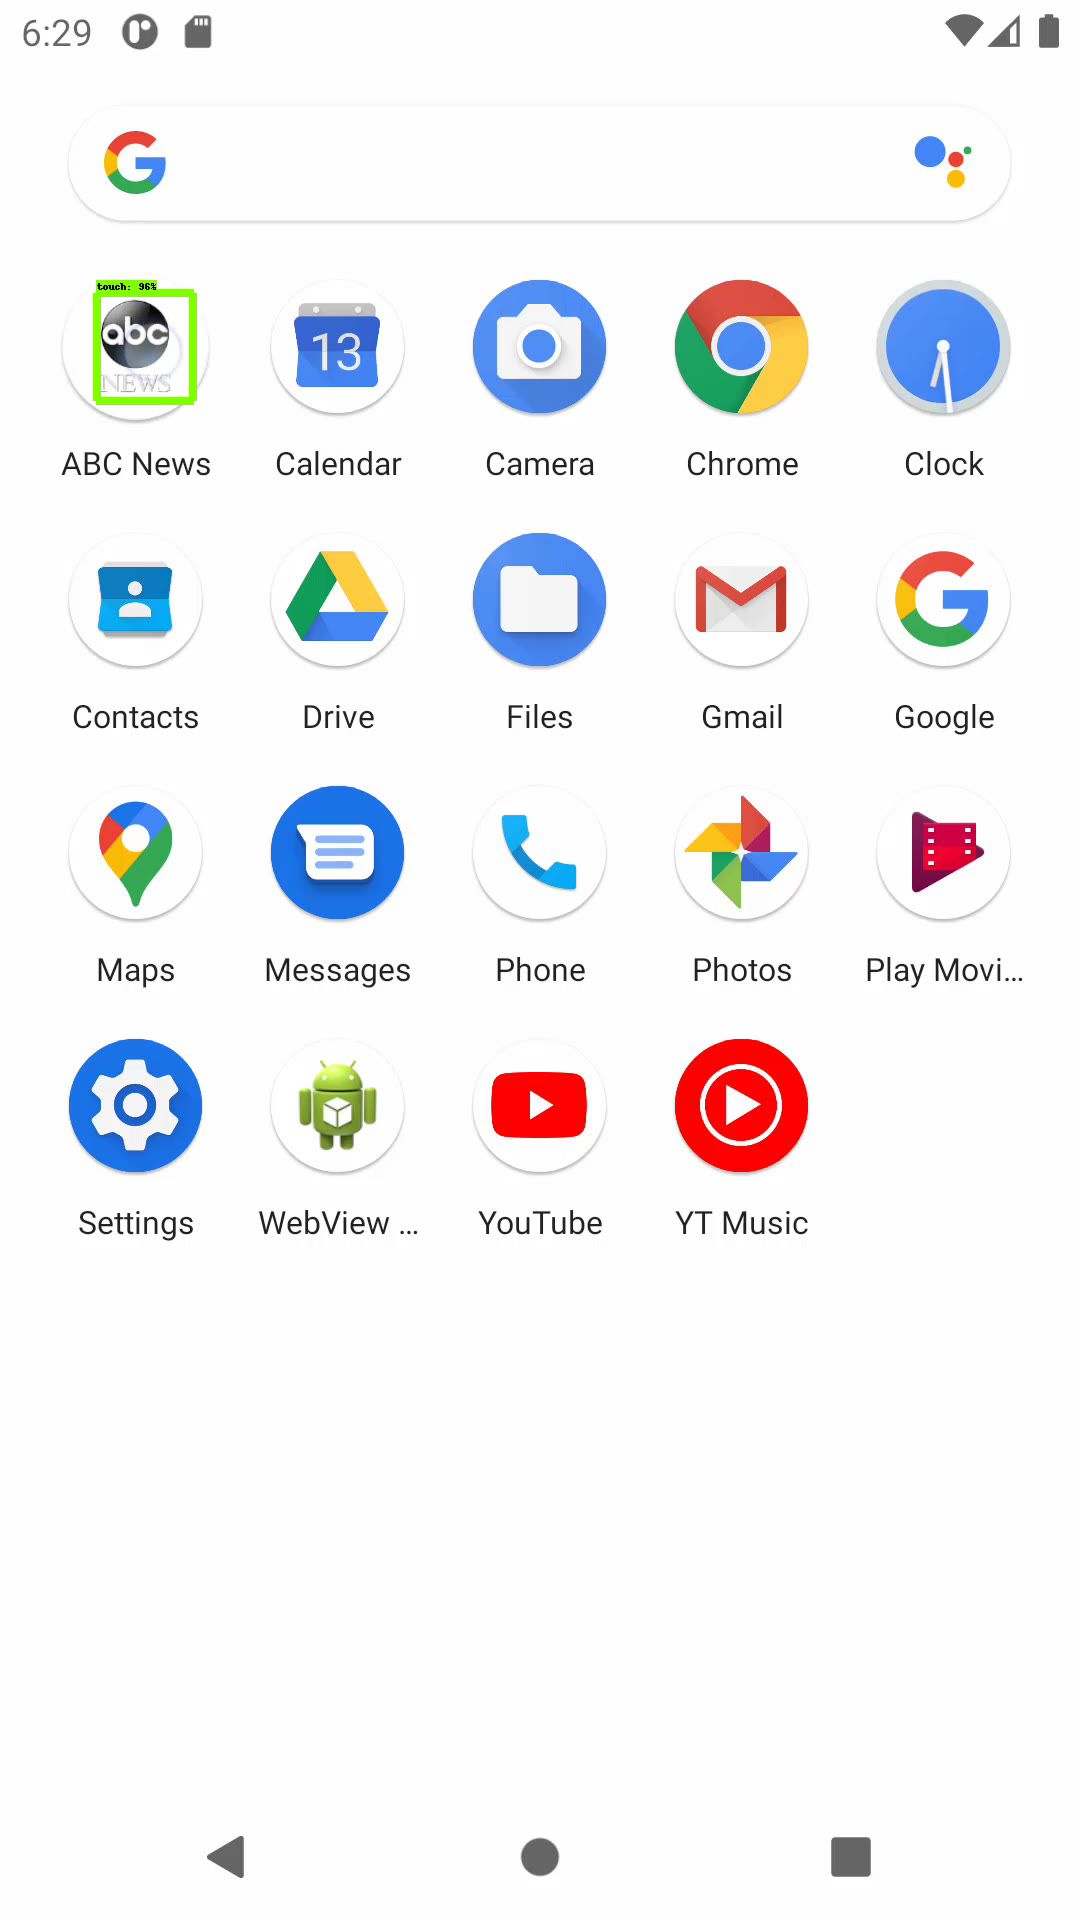 6:29
touch: 96%
abc
NEWS
13
ABC News
Calendar
Camera
Chrome
Clock
Contacts
Drive
Files
Gmail
Google
Maps
Messages
Phone
Photos
Play Movi...
Settings
WebView ...
YouTube
YT Music